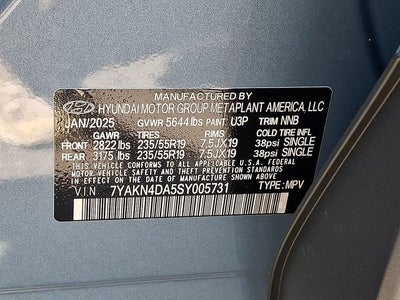 MANUFACTURED BY
HYUNDAI MOTOR GROUP METAPLANT AMERICA, LLC
JAN/2025 GVWR 5644 lbs PAINT U3P TRIM NNB
GAWR TIRE RIM COLD TIRE INFL
FRONT 2822 lbs 235/55R19 7.5JX19 38psi SINGLE
REAR 3175 lbs 235/55R19 7.5JX19 38psi SINGLE
THIS VEHICLE CONFORMS TO ALL APPLICABLE U.S.A. FEDERAL
MOTOR VEHICLE SAFETY AND THEFT PREVENTION STANDARDS IN
EFFECT ON THE DATE OF MANUFACTURE SHOWN ABOVE.
V.I.N 7YAKN4DA5SY005731 TYPE: MPV